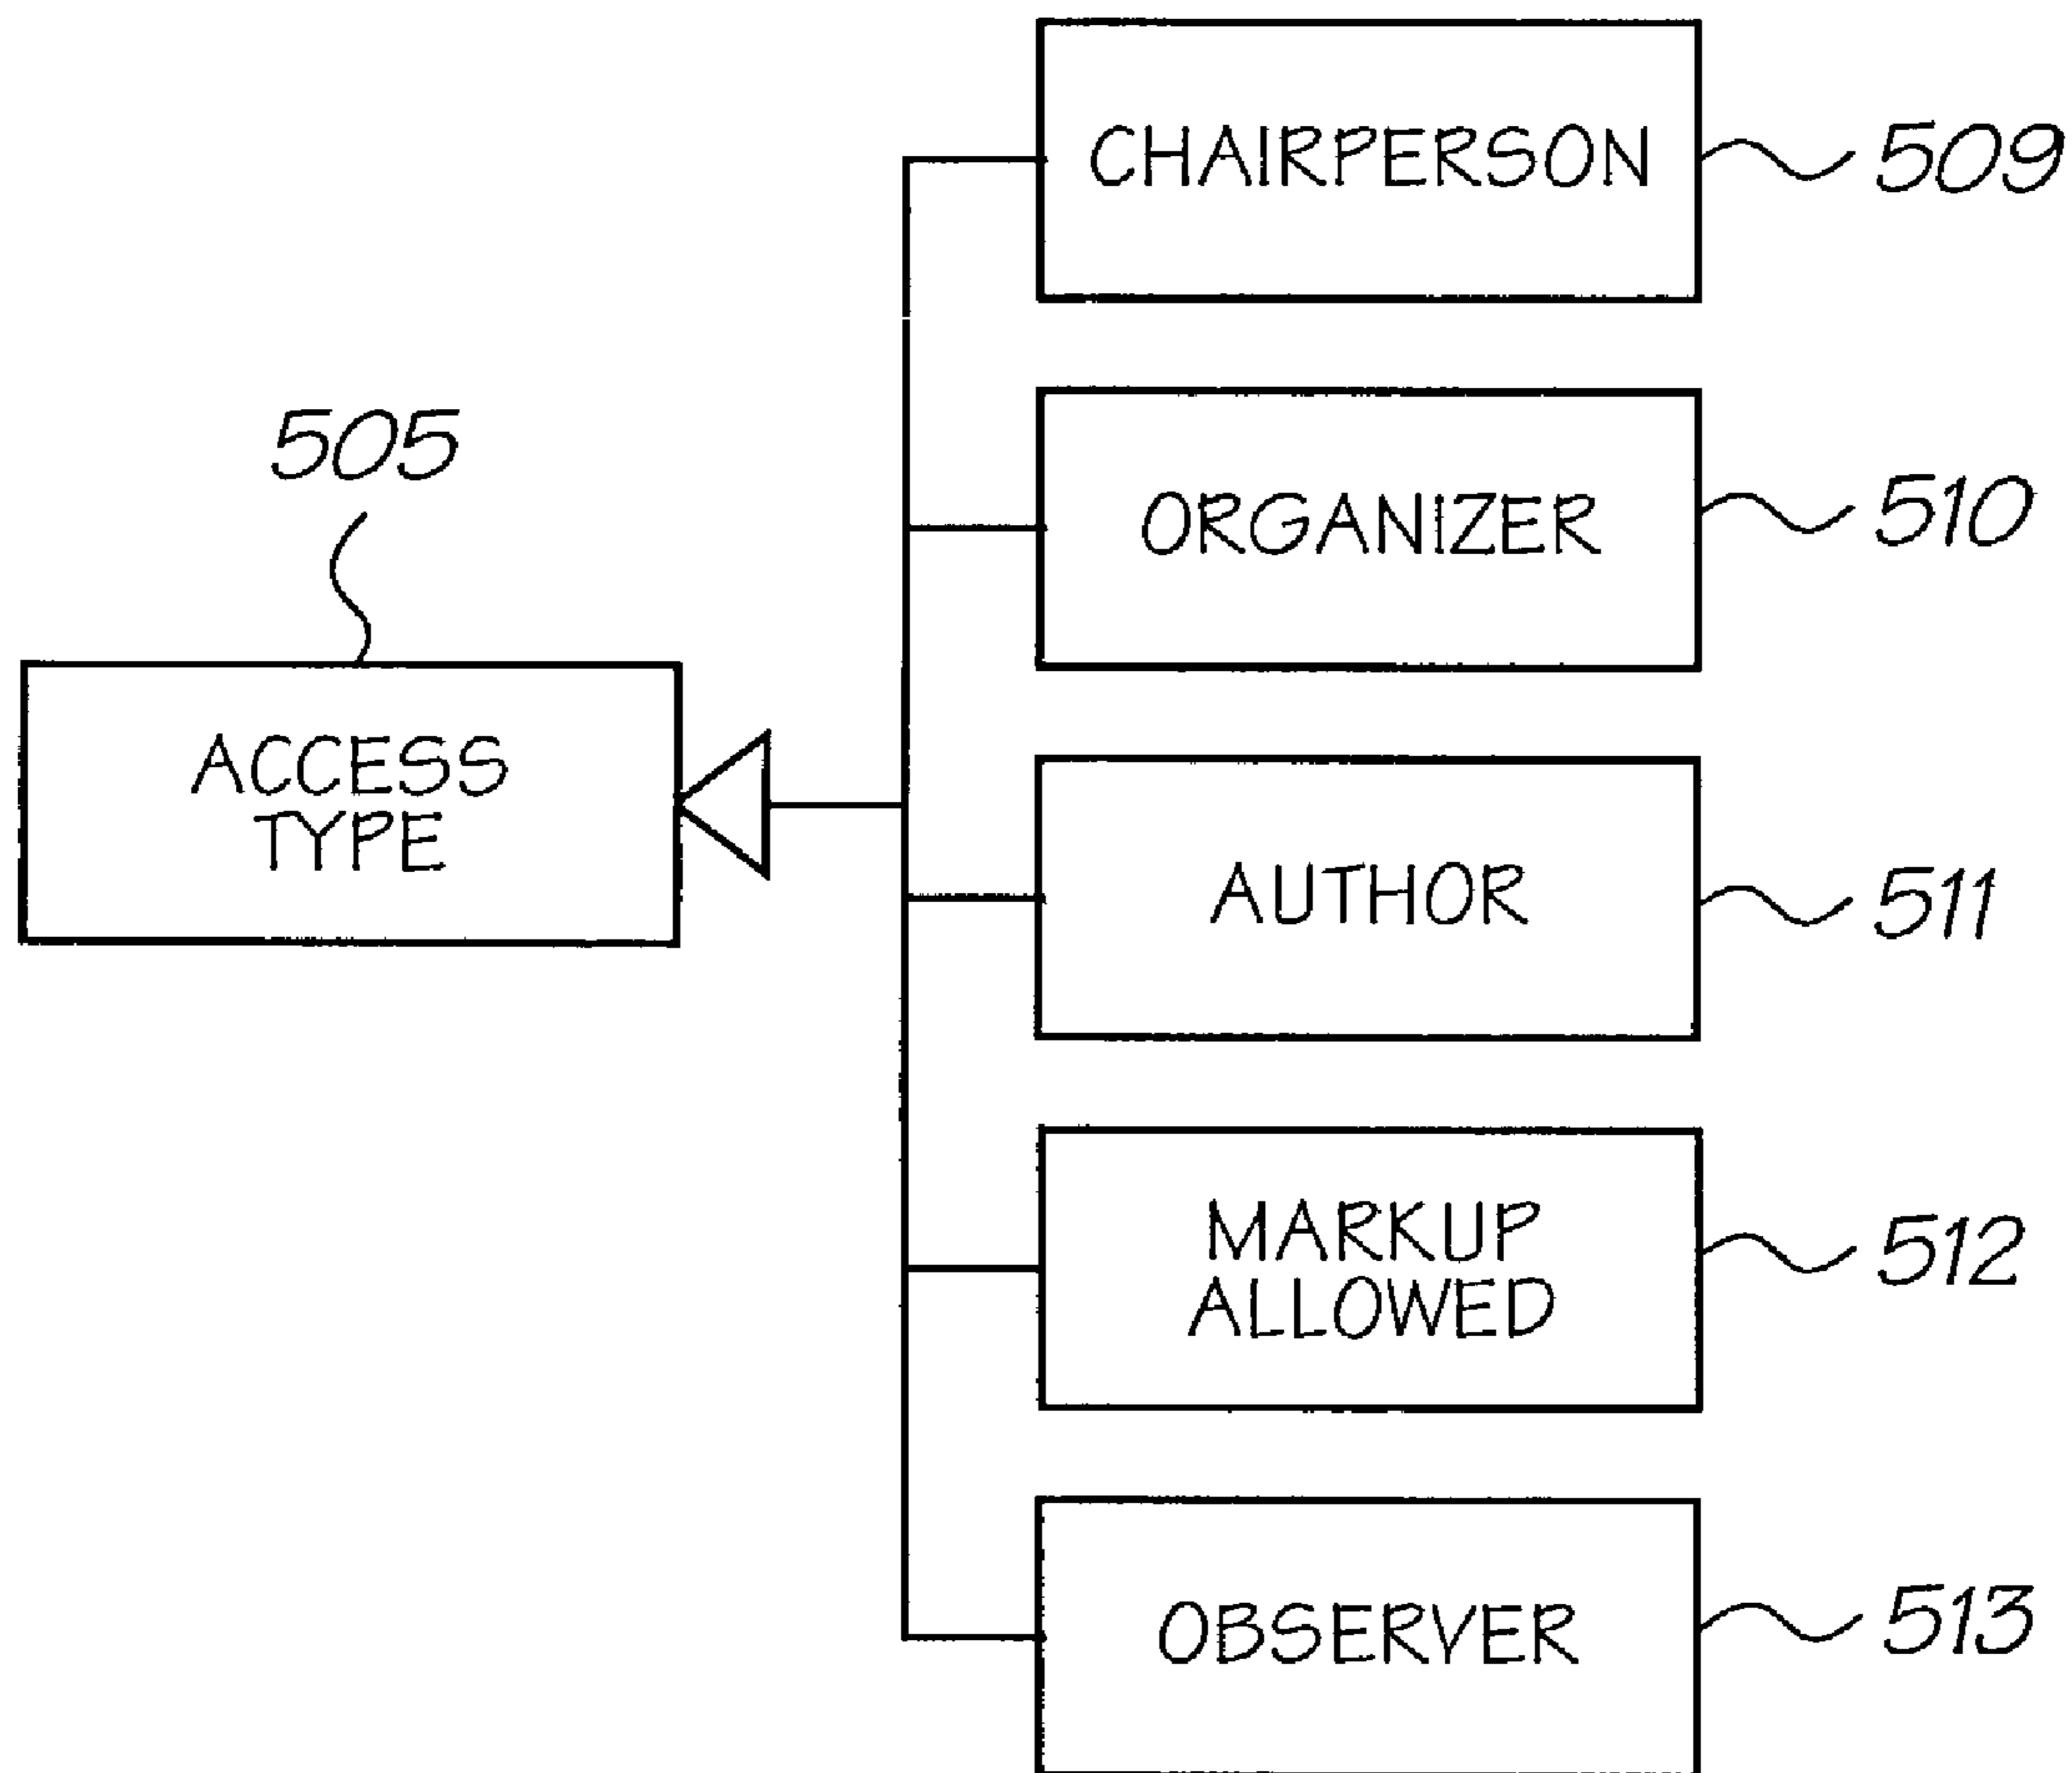 CHAIRPERSON
509
ORGANIZER
510
505
ACCESS
TYPE
AUTHOR
511
MARKUP
ALLOWED
512
OBSERVER
513